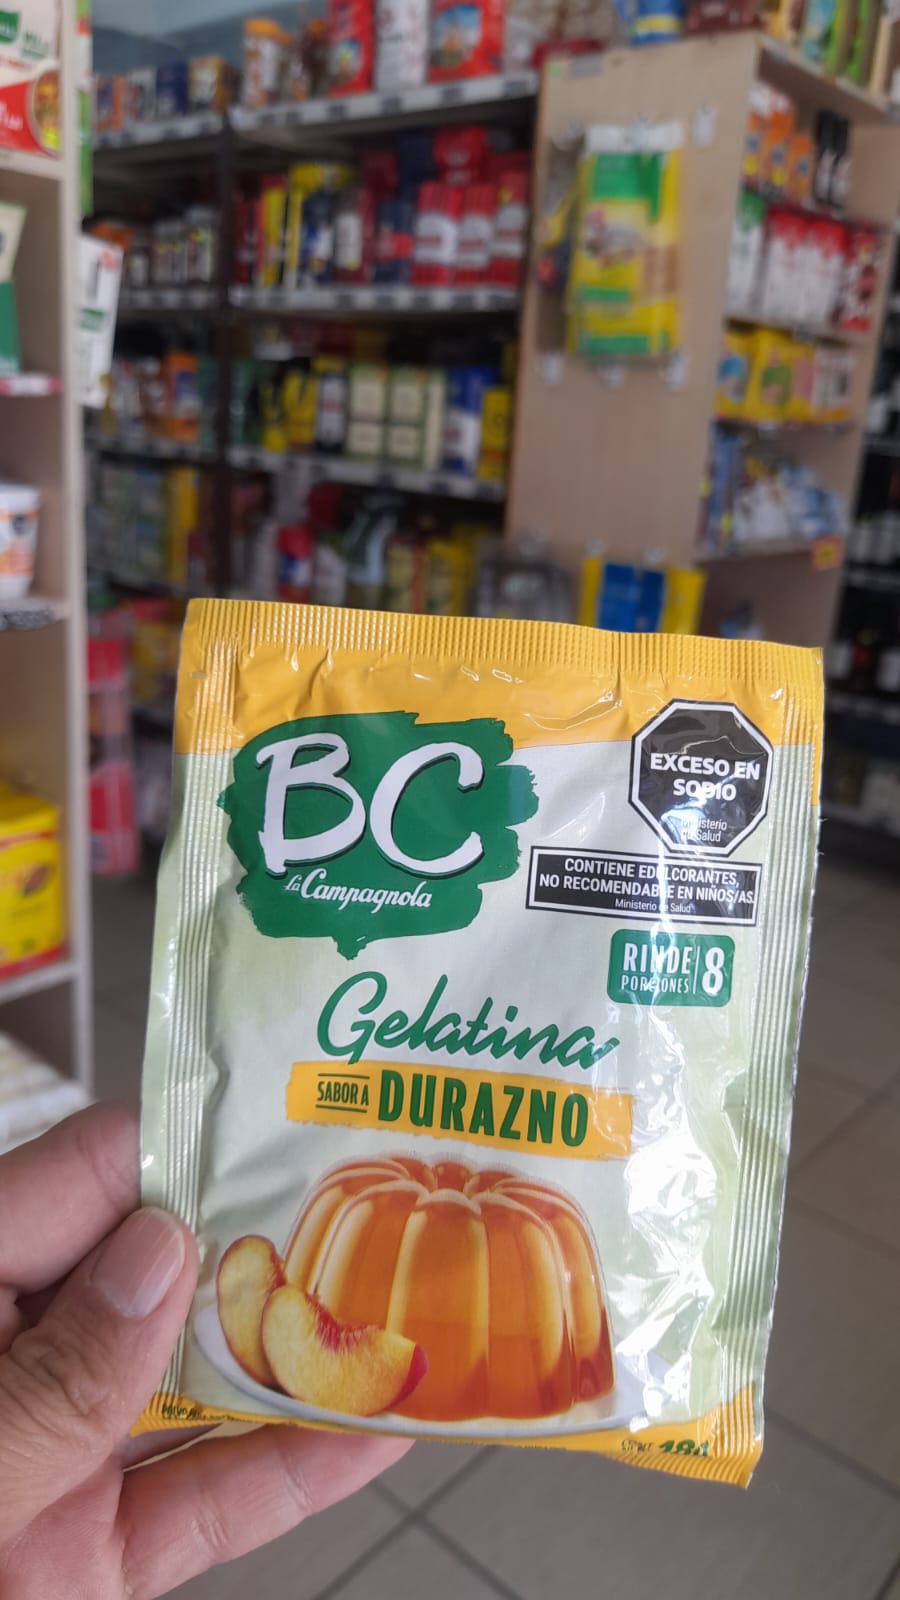 BC
La Campagnola
EXCESO EN
SODIO
Ministerio
de Salud
CONTIENE EDULCORANTES,
NO RECOMENDABLE EN NIÑOS/AS.
Ministerio de Salud
RINDE 8
PORCIONES
Gelatina
SABOR A DURAZNO